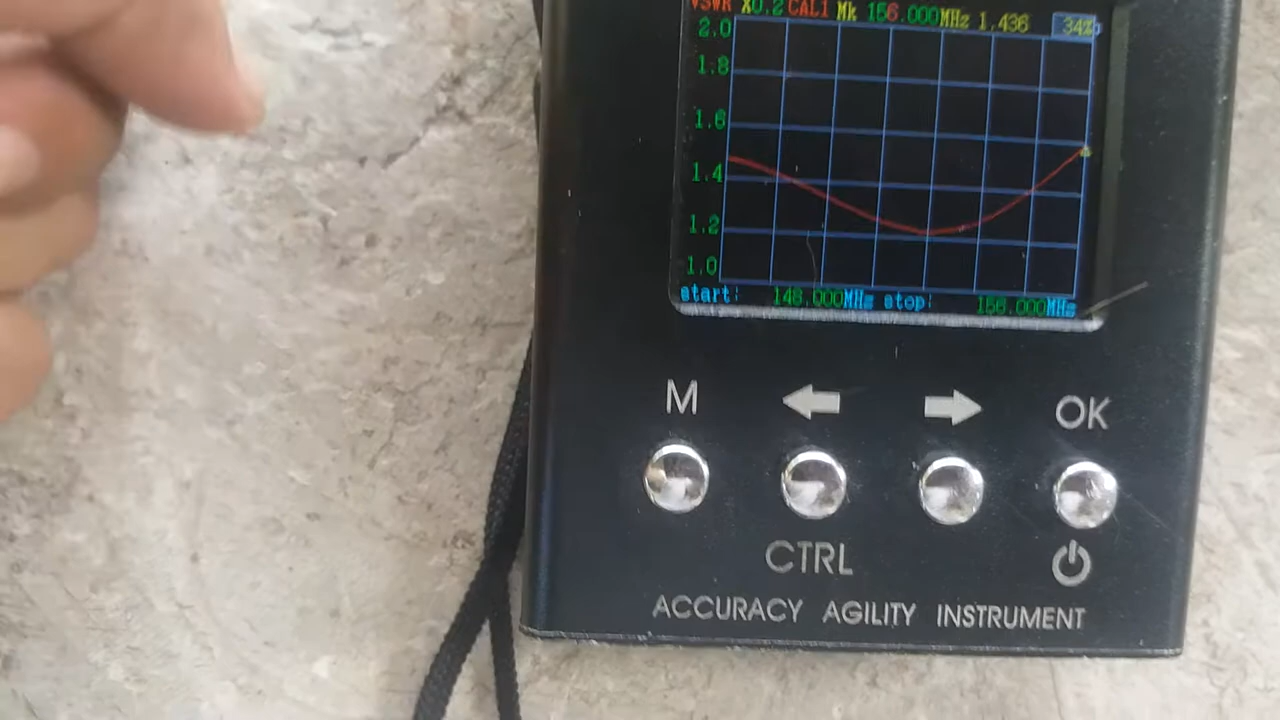 VSWR X0.2 CAL1 Mk 156.000MHz 1.436 34%
2.0
1.8
1.6
1.4
1.2
1.0
start: 148.000MHz stop: 156.000MHz
M OK
CTRL
ACCURACY AGILITY INSTRUMENT